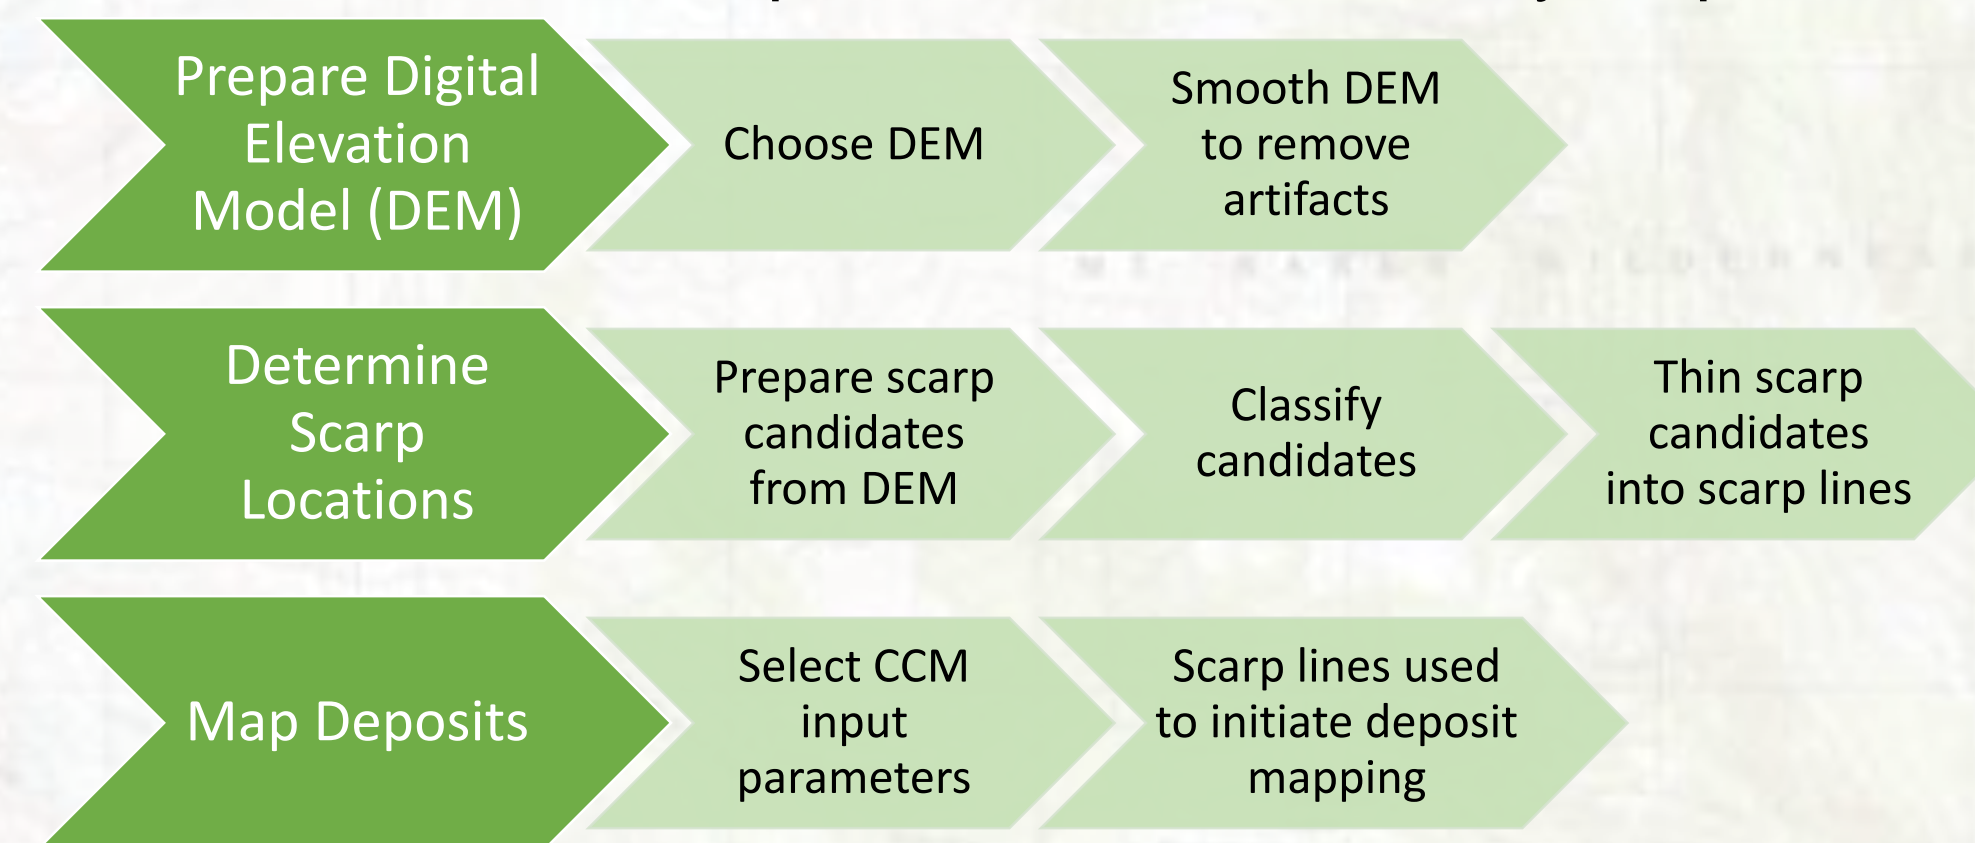 Prepare Digital
Elevation
Model (DEM)
Choose DEM
Smooth DEM
to remove
artifacts
Determine
Scarp
Locations
Prepare scarp
candidates
from DEM
Classify
candidates
Thin scarp
candidates
into scarp lines
Map Deposits
Select CCM
input
parameters
Scarp lines used
to initiate deposit
mapping